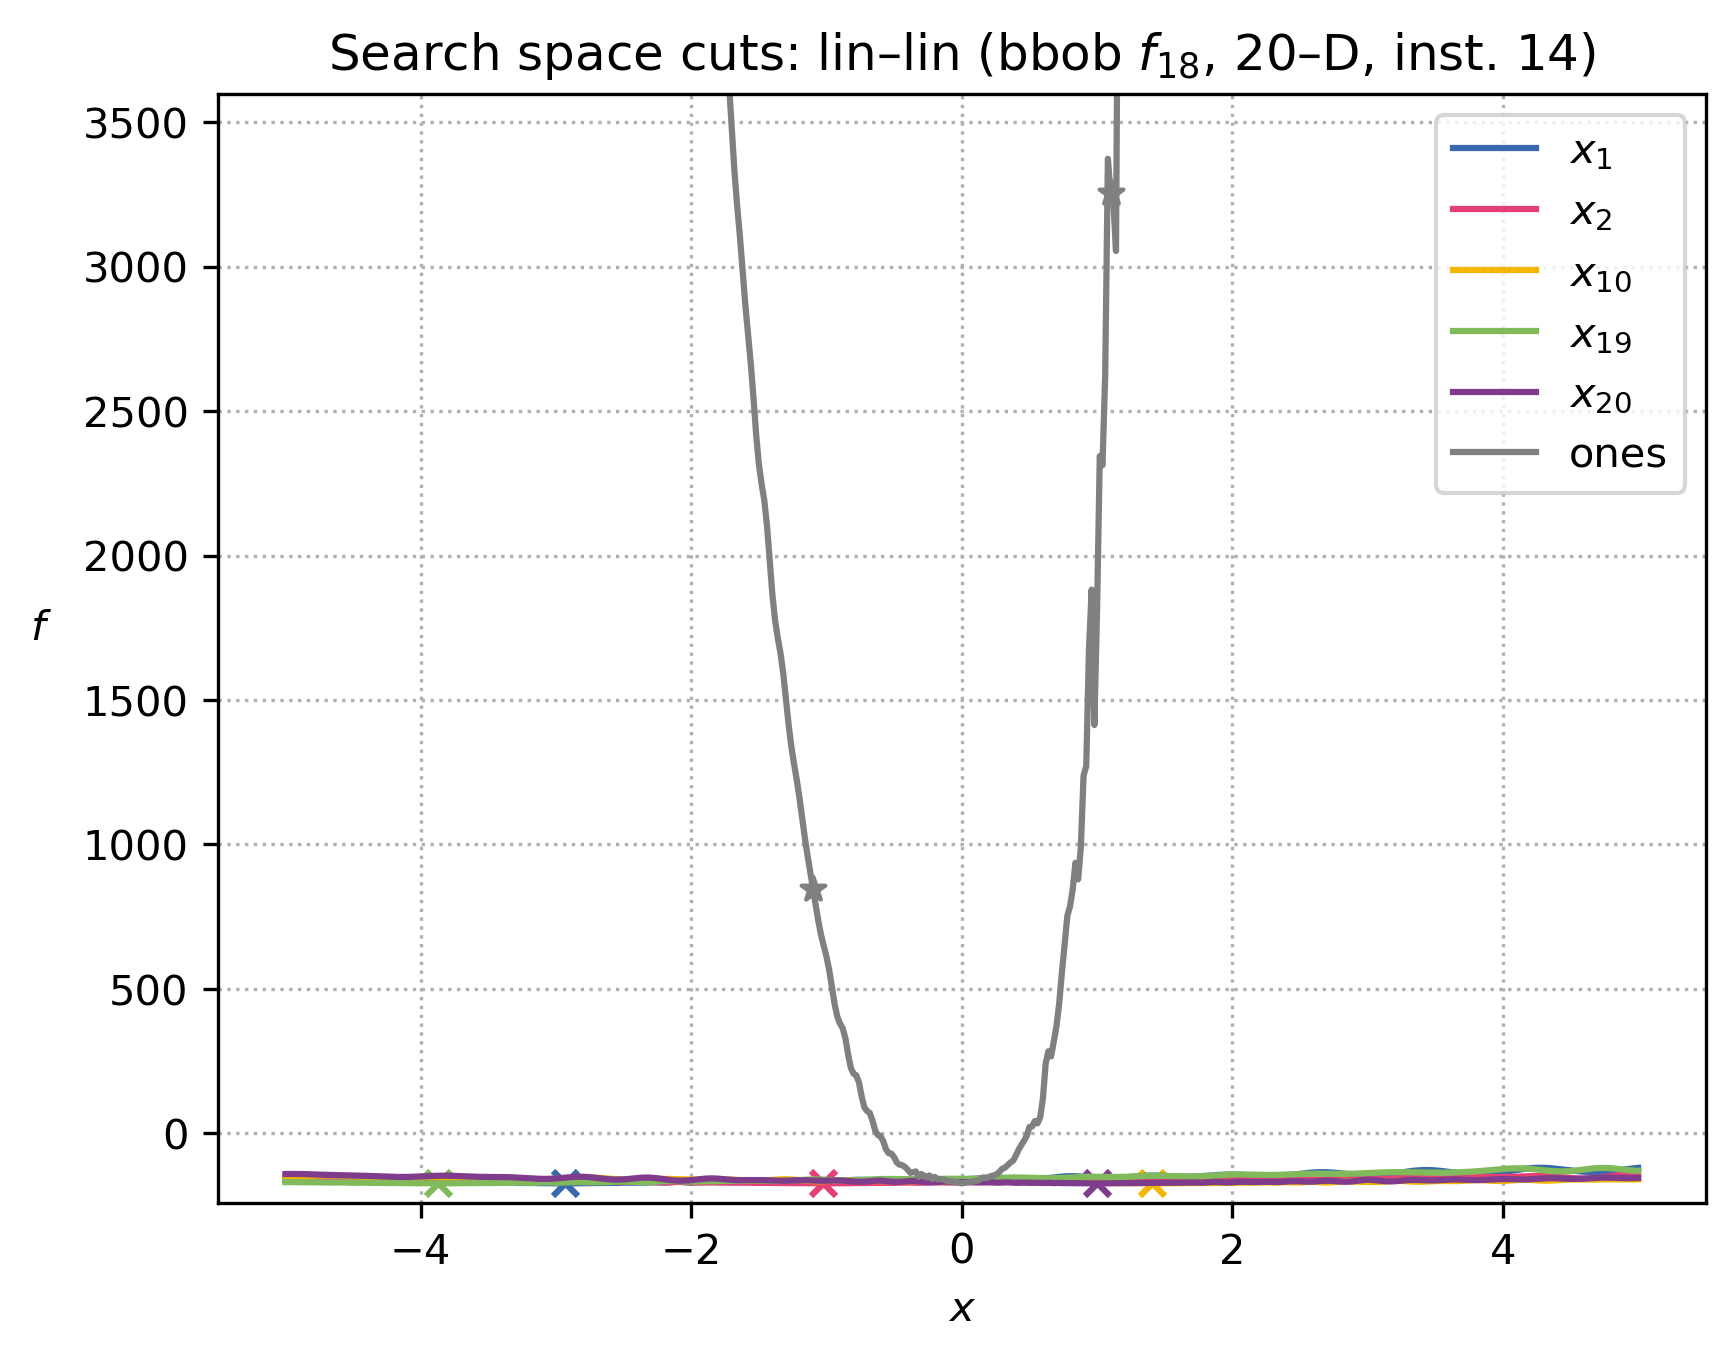 Search space cuts: lin–lin (bbob f₁₈, 20–D, inst. 14)
3500
3000
2500
2000
1500
1000
500
0
f
x₁
x₂
x₁₀
x₁₉
x₂₀
ones
−4 −2 0 2 4
x